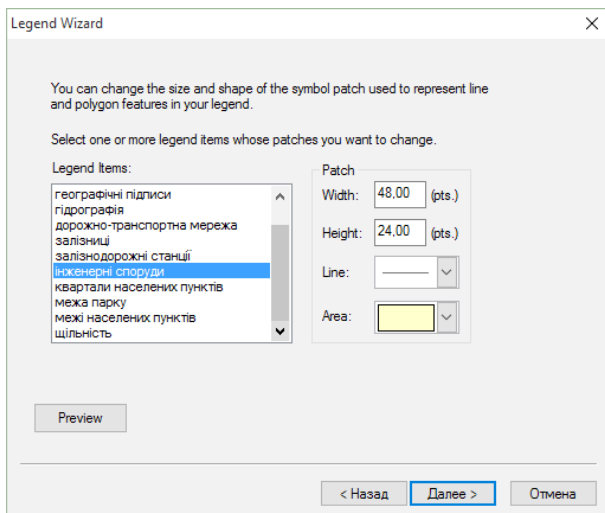 Legend Wizard
You can change the size and shape of the symbol patch used to represent line
and polygon features in your legend.
Select one or more legend items whose patches you want to change.
Legend Items:
географічні підписи
гідрографія
дорожно-транспортна мережа
залізниці
залізнодорожні станції
інженерні споруди
квартали населених пунктів
межа парку
межі населених пунктів
щільність
Patch
Width: 48,00 (pts.)
Height: 24,00 (pts.)
Line:
Area:
Preview
< Назад Далее > Отмена